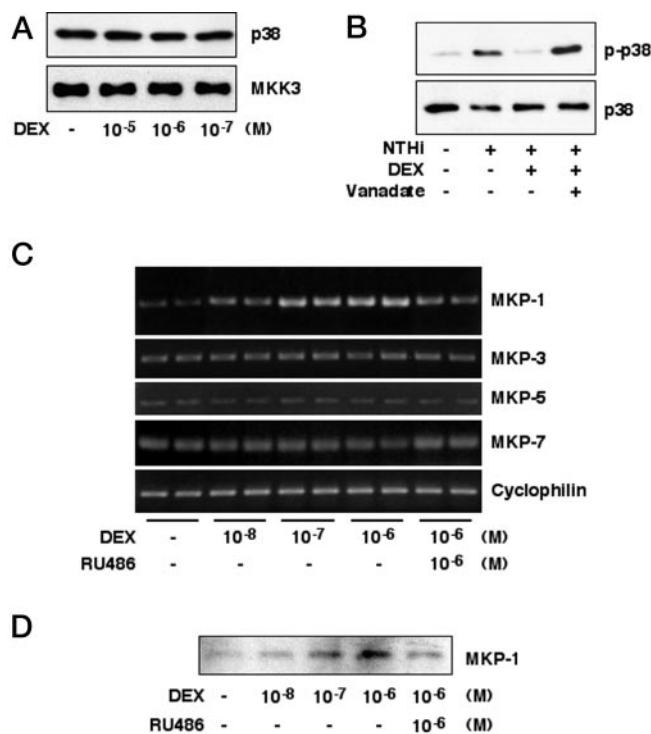 A
p38
MKK3
DEX - 10-5 10-6 10-7 (M)
B
p-p38
p38
NTHi - + + +
DEX - - + +
Vanadate - - - +
C
MKP-1
MKP-3
MKP-5
MKP-7
Cyclophilin
DEX - 10-8 10-7 10-6 10-6 (M)
RU486 - - - - 10-6 (M)
D
MKP-1
DEX - 10-8 10-7 10-6 10-6 (M)
RU486 - - - - 10-6 (M)